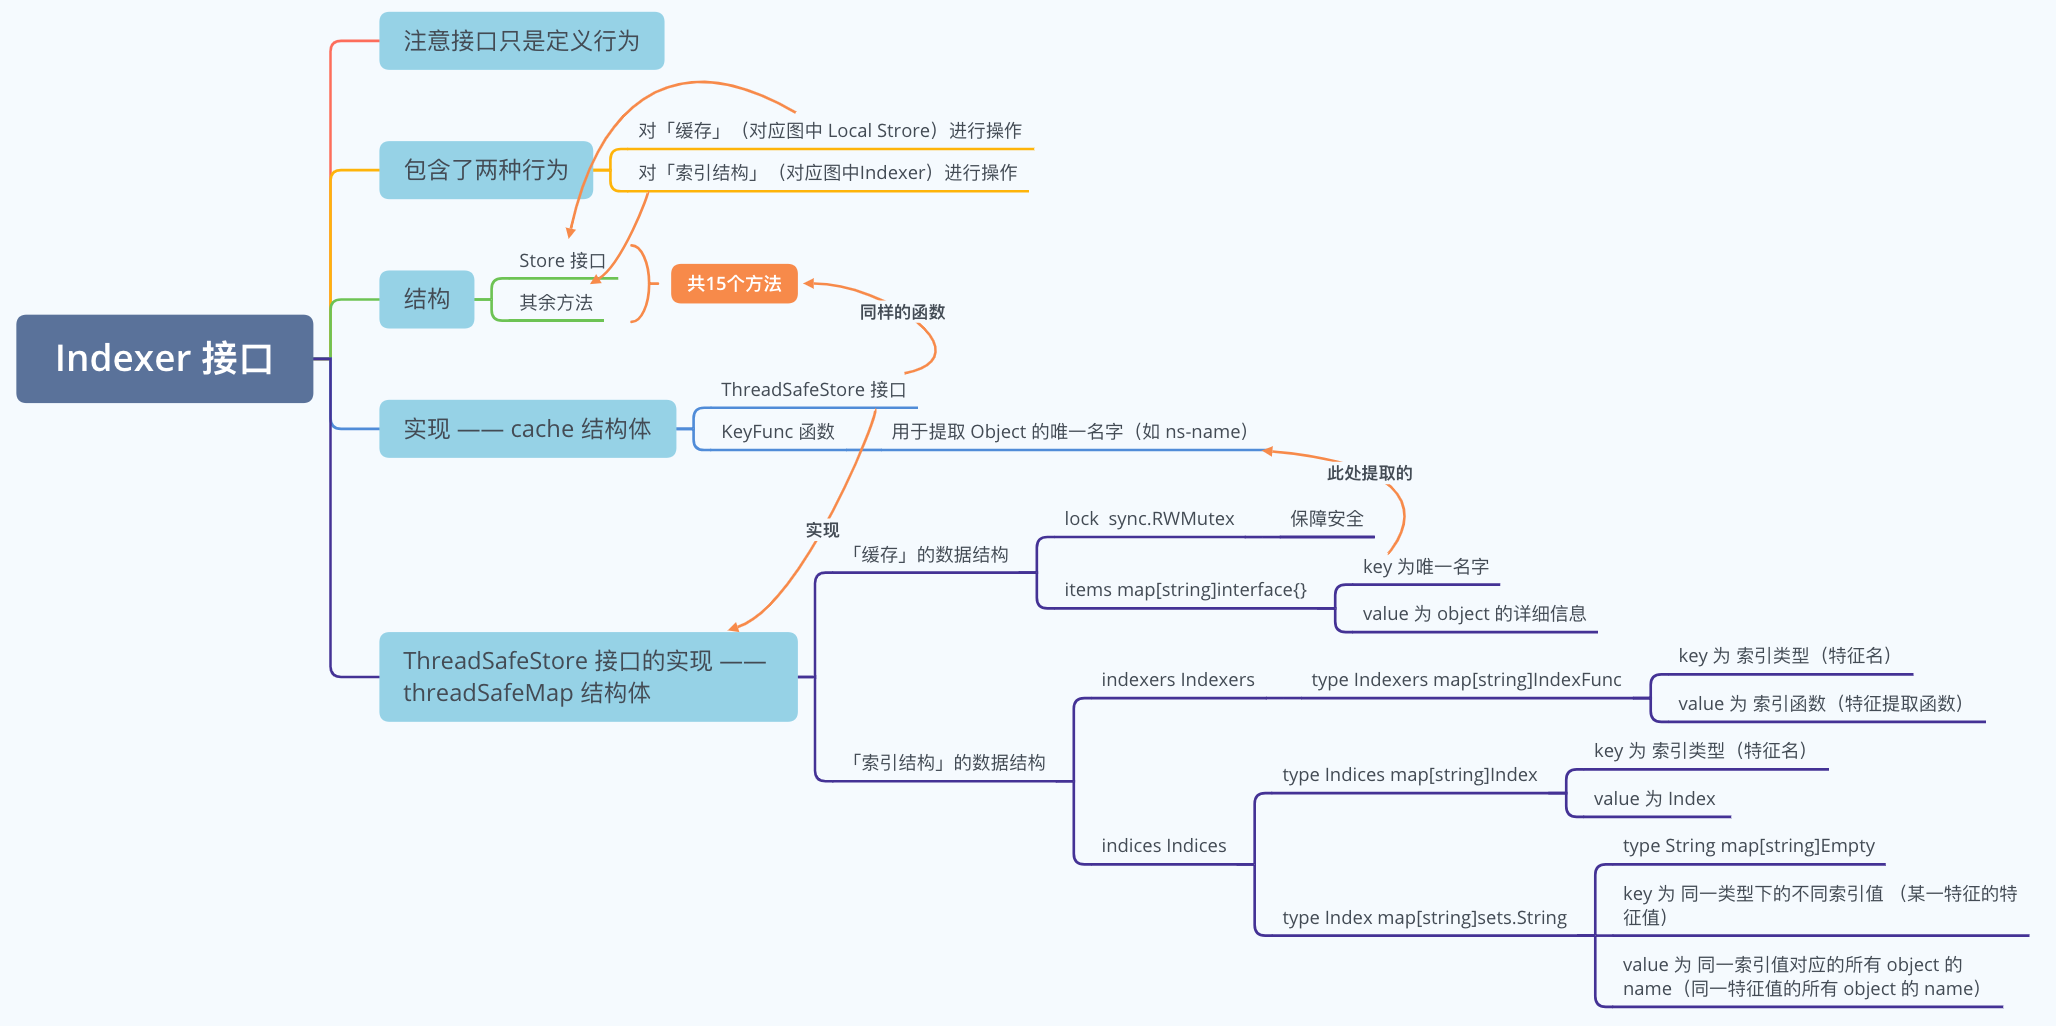 注意接口只是定义行为
对「缓存」（对应图中 Local Strore）进行操作
包含了两种行为
对「索引结构」（对应图中Indexer）进行操作
Store 接口
共15个方法
结构
其余方法
同样的函数
Indexer 接口
ThreadSafeStore 接口
实现 —— cache 结构体
KeyFunc 函数
用于提取 Object 的唯一名字（如 ns-name）
此处提取的
实现
lock  sync.RWMutex
保障安全
「缓存」的数据结构
key 为唯一名字
items map[string]interface{}
value 为 object 的详细信息
ThreadSafeStore 接口的实现 ——
threadSafeMap 结构体
key 为 索引类型（特征名）
indexers Indexers
type Indexers map[string]IndexFunc
value 为 索引函数（特征提取函数）
「索引结构」的数据结构
key 为 索引类型（特征名）
type Indices map[string]Index
value 为 Index
indices Indices
type String map[string]Empty
key 为 同一类型下的不同索引值 （某一特征的特
征值）
type Index map[string]sets.String
value 为 同一索引值对应的所有 object 的
name（同一特征值的所有 object 的 name）